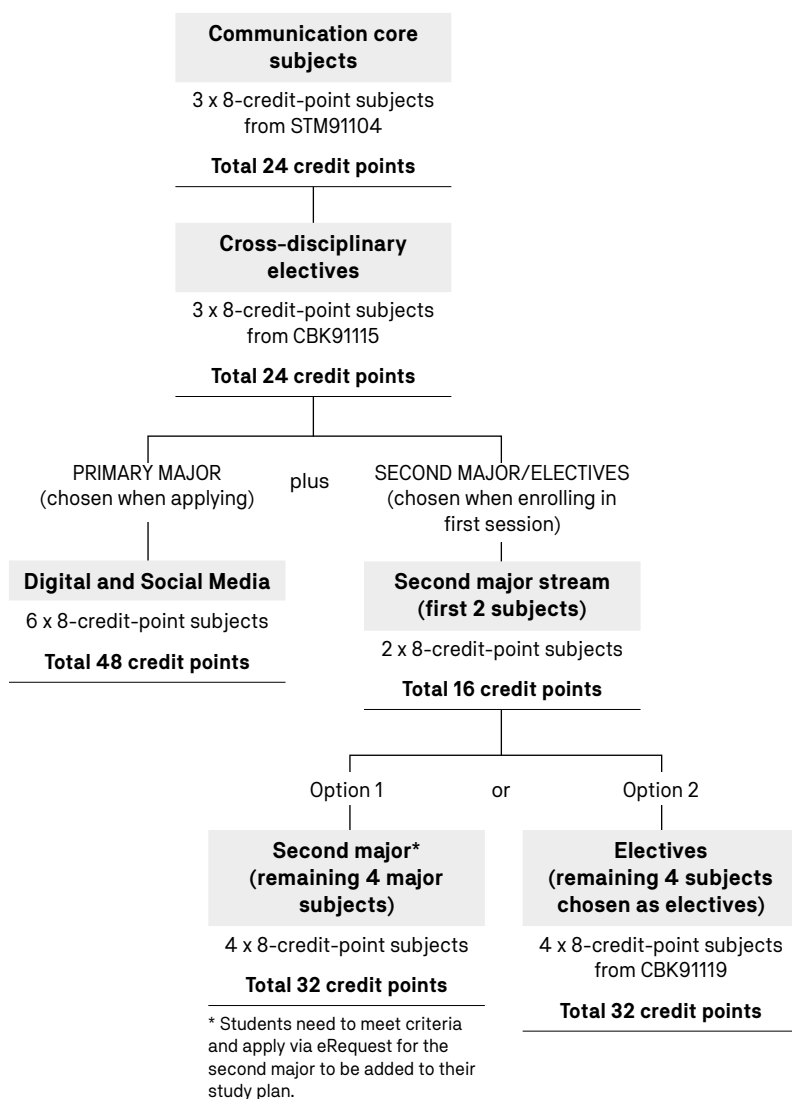 Communication core
subjects
3 x 8-credit-point subjects
from STM91104
Total 24 credit points
Cross-disciplinary
electives
3 x 8-credit-point subjects
from CBK91115
Total 24 credit points
PRIMARY MAJOR
(chosen when applying)
plus
SECOND MAJOR/ELECTIVES
(chosen when enrolling in
first session)
Digital and Social Media
6 x 8-credit-point subjects
Total 48 credit points
Second major stream
(first 2 subjects)
2 x 8-credit-point subjects
Total 16 credit points
Option 1
or
Option 2
Second major*
(remaining 4 major
subjects)
4 x 8-credit-point subjects
Total 32 credit points
* Students need to meet criteria
and apply via eRequest for the
second major to be added to their
study plan.
Electives
(remaining 4 subjects
chosen as electives)
4 x 8-credit-point subjects
from CBK91119
Total 32 credit points